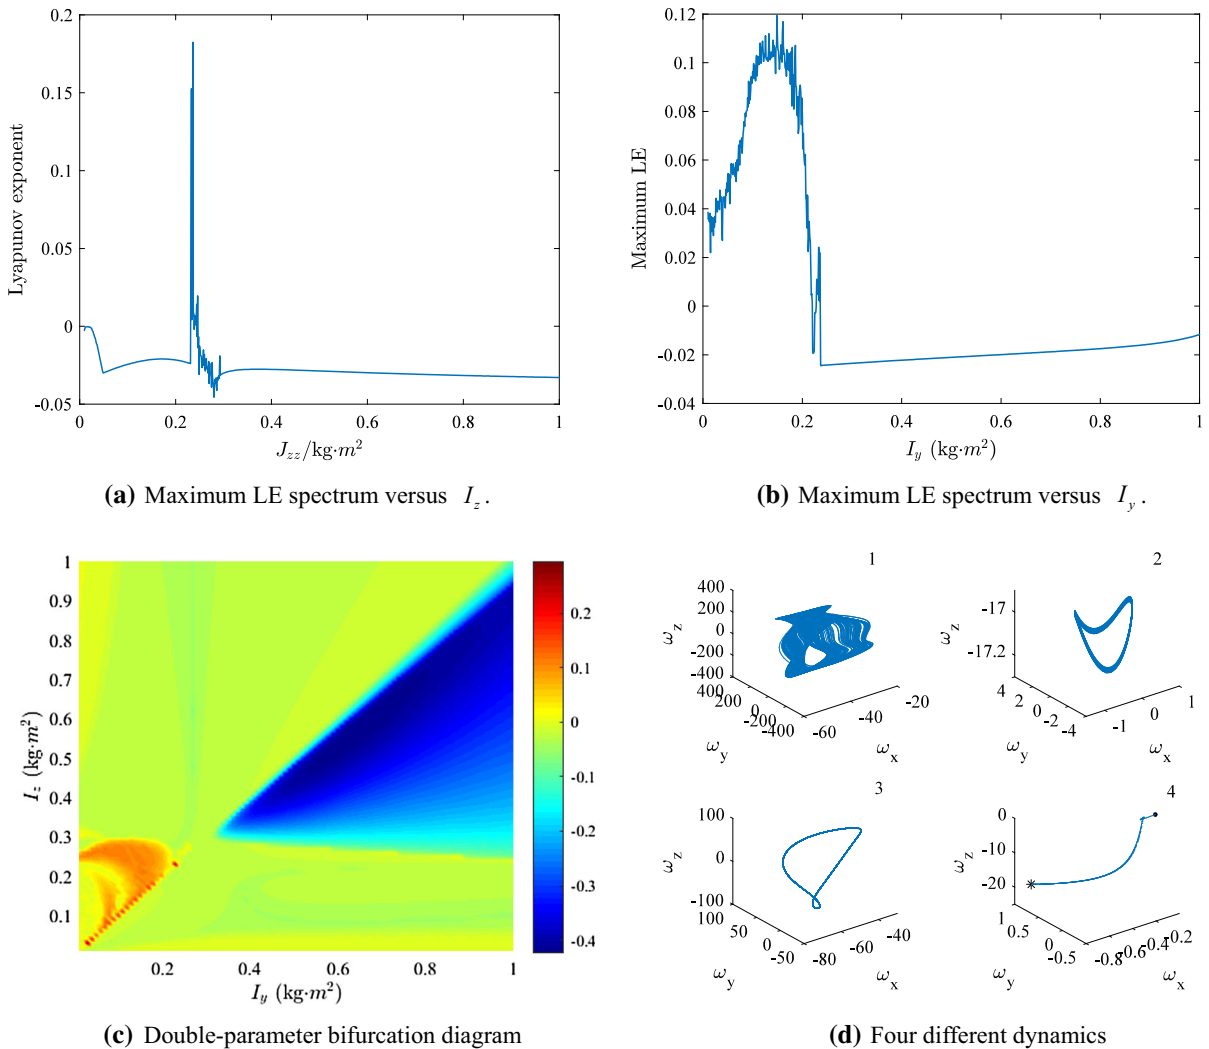 0.2
0.15
0.1
0.05
0
-0.05
Lyapunov exponent
0 0.2 0.4 0.6 0.8 1
J_zz/kg·m²
(a) Maximum LE spectrum versus I_z.
0.12
0.1
0.08
0.06
0.04
0.02
0
-0.02
-0.04
Maximum LE
0 0.2 0.4 0.6 0.8 1
I_y (kg·m²)
(b) Maximum LE spectrum versus I_y.
1
0.9
0.8
0.7
0.6
0.5
0.4
0.3
0.2
0.1
I_z (kg·m²)
0.2 0.4 0.6 0.8 1
I_y (kg·m²)
0.2
0.1
0
-0.1
-0.2
-0.3
-0.4
(c) Double-parameter bifurcation diagram
1
400
200
0
-200
-400
ω_z
400
200
0
-200
-400
ω_y
-60 -40 -20
ω_x
2
-17
-17.2
ω_z
4
2
0
-2
-4
ω_y
-1 0 1
ω_x
3
100
0
-100
ω_z
100
50
0
-50
ω_y
-80 -60 -40
ω_x
4
0
-10
-20
ω_z
1
0.5
0
-0.5
ω_y
-0.8 -0.6 -0.4 -0.2
ω_x
(d) Four different dynamics